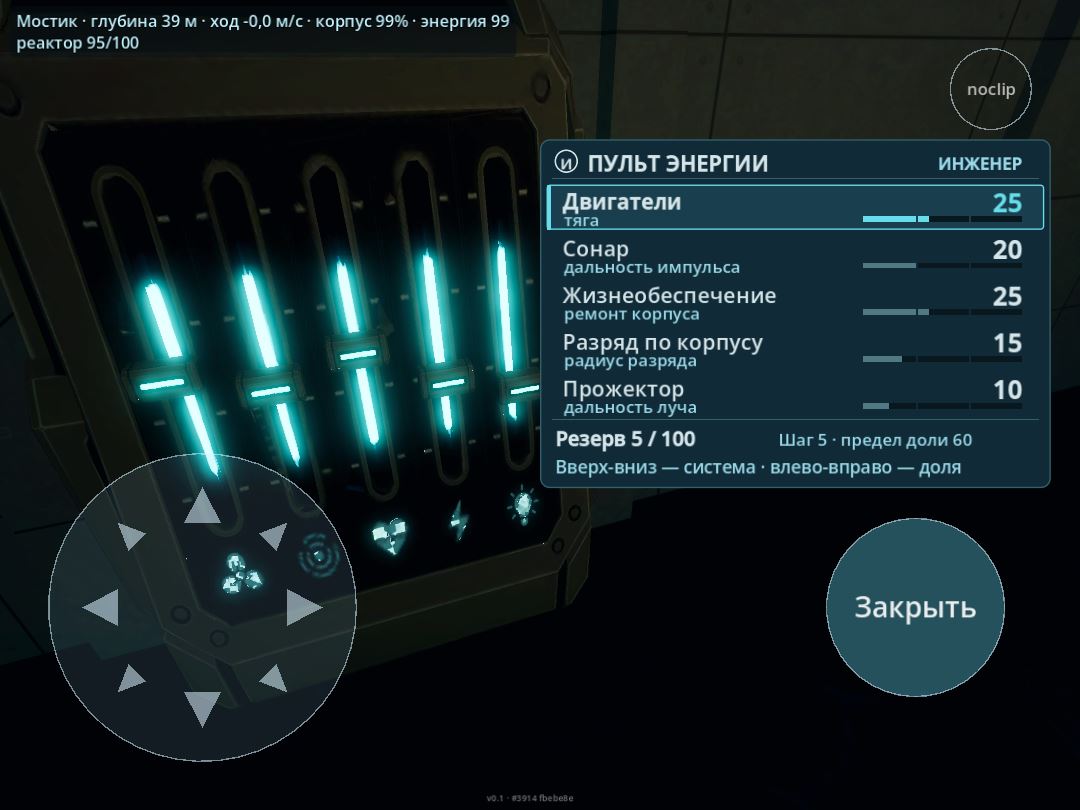 Мостик · глубина 39 м · ход -0,0 м/с · корпус 99% · энергия 99
реактор 95/100
noclip
И ПУЛЬТ ЭНЕРГИИ ИНЖЕНЕР
Двигатели 25
тяга
Сонар 20
дальность импульса
Жизнеобеспечение 25
ремонт корпуса
Разряд по корпусу 15
радиус разряда
Прожектор 10
дальность луча
Резерв 5 / 100 Шаг 5 · предел доли 60
Вверх-вниз — система · влево-вправо — доля
Закрыть
v0.1 · #3914 fbebe8e